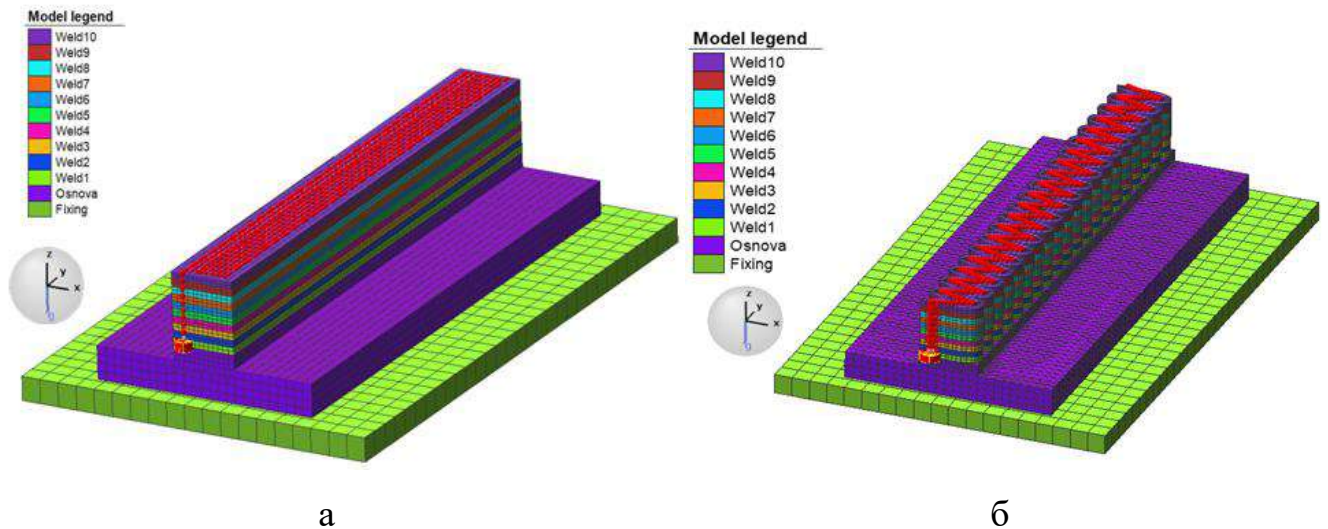 Model legend
Weld10
Weld9
Weld8
Weld7
Weld6
Weld5
Weld4
Weld3
Weld2
Weld1
Osnova
Fixing
z
y
x
g
Model legend
Weld10
Weld9
Weld8
Weld7
Weld6
Weld5
Weld4
Weld3
Weld2
Weld1
Osnova
Fixing
z
y
x
g
а
б